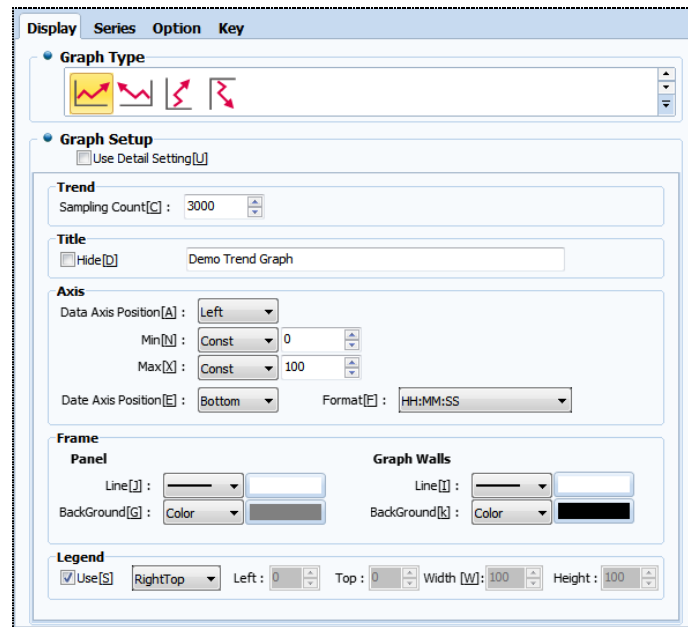 Display Series Option Key
Graph Type
Graph Setup
Use Detail Setting[U]
Trend
Sampling Count[C] : 3000
Title
Hide[D] Demo Trend Graph
Axis
Data Axis Position[A] : Left
Min[N] : Const 0
Max[X] : Const 100
Date Axis Position[E] : Bottom Format[F] : HH:MM:SS
Frame
Panel Graph Walls
Line[J] : Line[I] :
BackGround[G] : Color BackGround[k] : Color
Legend
Use[S] RightTop Left : 0 Top : 0 Width [W]: 100 Height : 100